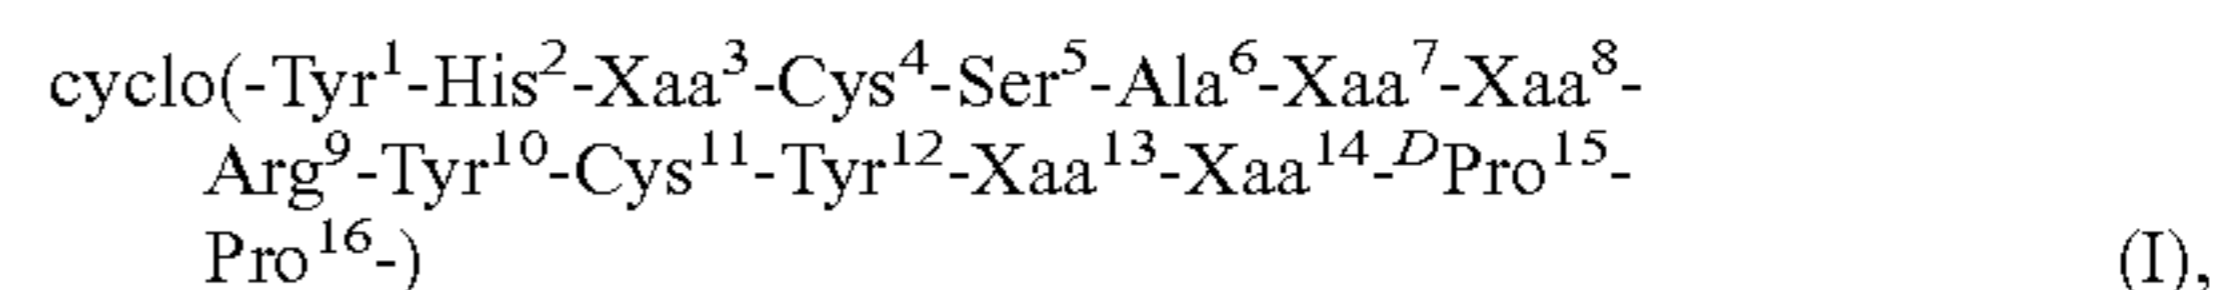 cyclo(-Tyr¹-His²-Xaa³-Cys⁴-Ser⁵-Ala⁶-Xaa⁷-Xaa⁸-
Arg⁹-Tyr¹⁰-Cys¹¹-Tyr¹²-Xaa¹³-Xaa¹⁴-ᴰPro¹⁵-
Pro¹⁶-) (I),